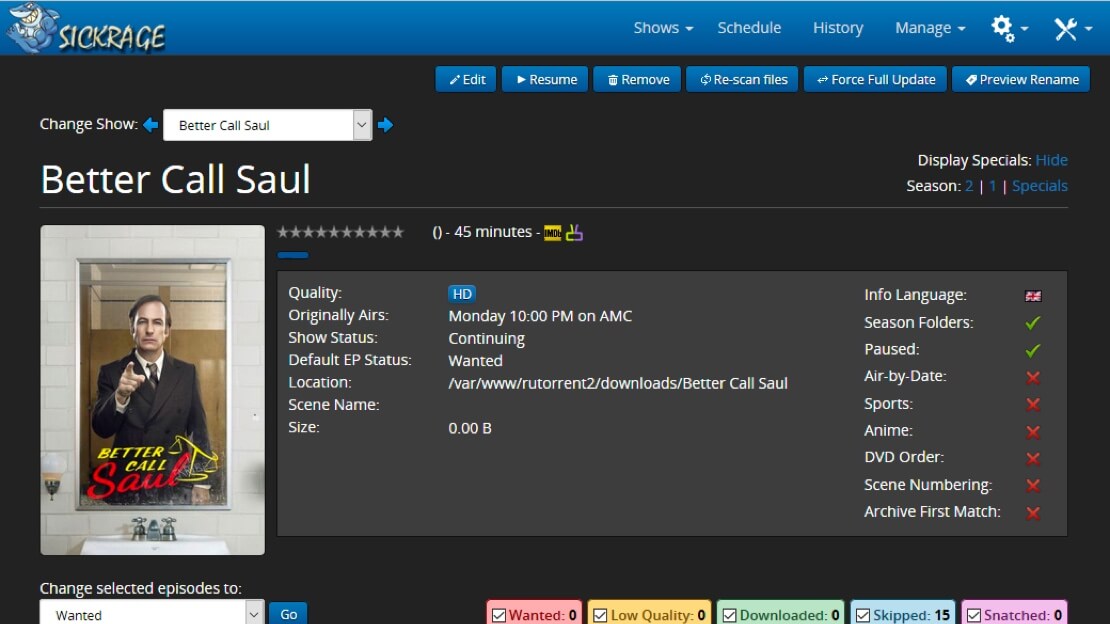 SICKRAGE
Shows Schedule History Manage
Edit Resume Remove Re-scan files Force Full Update Preview Rename
Change Show: Better Call Saul
Display Specials: Hide
Better Call Saul
Season: 2 | 1 | Specials
() - 45 minutes - IMDb
Quality: HD
Originally Airs: Monday 10:00 PM on AMC
Show Status: Continuing
Default EP Status: Wanted
Location: /var/www/rutorrent2/downloads/Better Call Saul
Scene Name:
Size: 0.00 B
Info Language:
Season Folders:
Paused:
Air-by-Date:
Sports:
Anime:
DVD Order:
Scene Numbering:
Archive First Match:
BETTER
CALL
Saul
Change selected episodes to:
Wanted Go
Wanted: 0 Low Quality: 0 Downloaded: 0 Skipped: 15 Snatched: 0